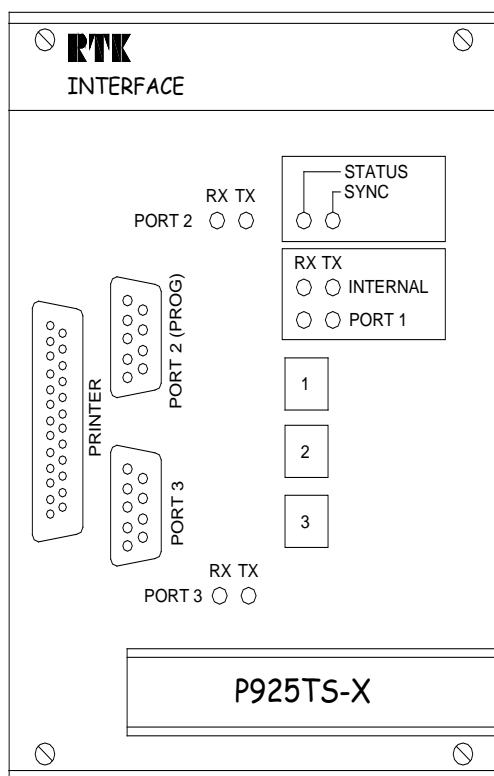 RTK
INTERFACE
STATUS
SYNC
RX TX
PORT 2
RX TX
INTERNAL
PORT 1
PORT 2 (PROG)
PRINTER
1
2
3
PORT 3
RX TX
PORT 3
P925TS-X